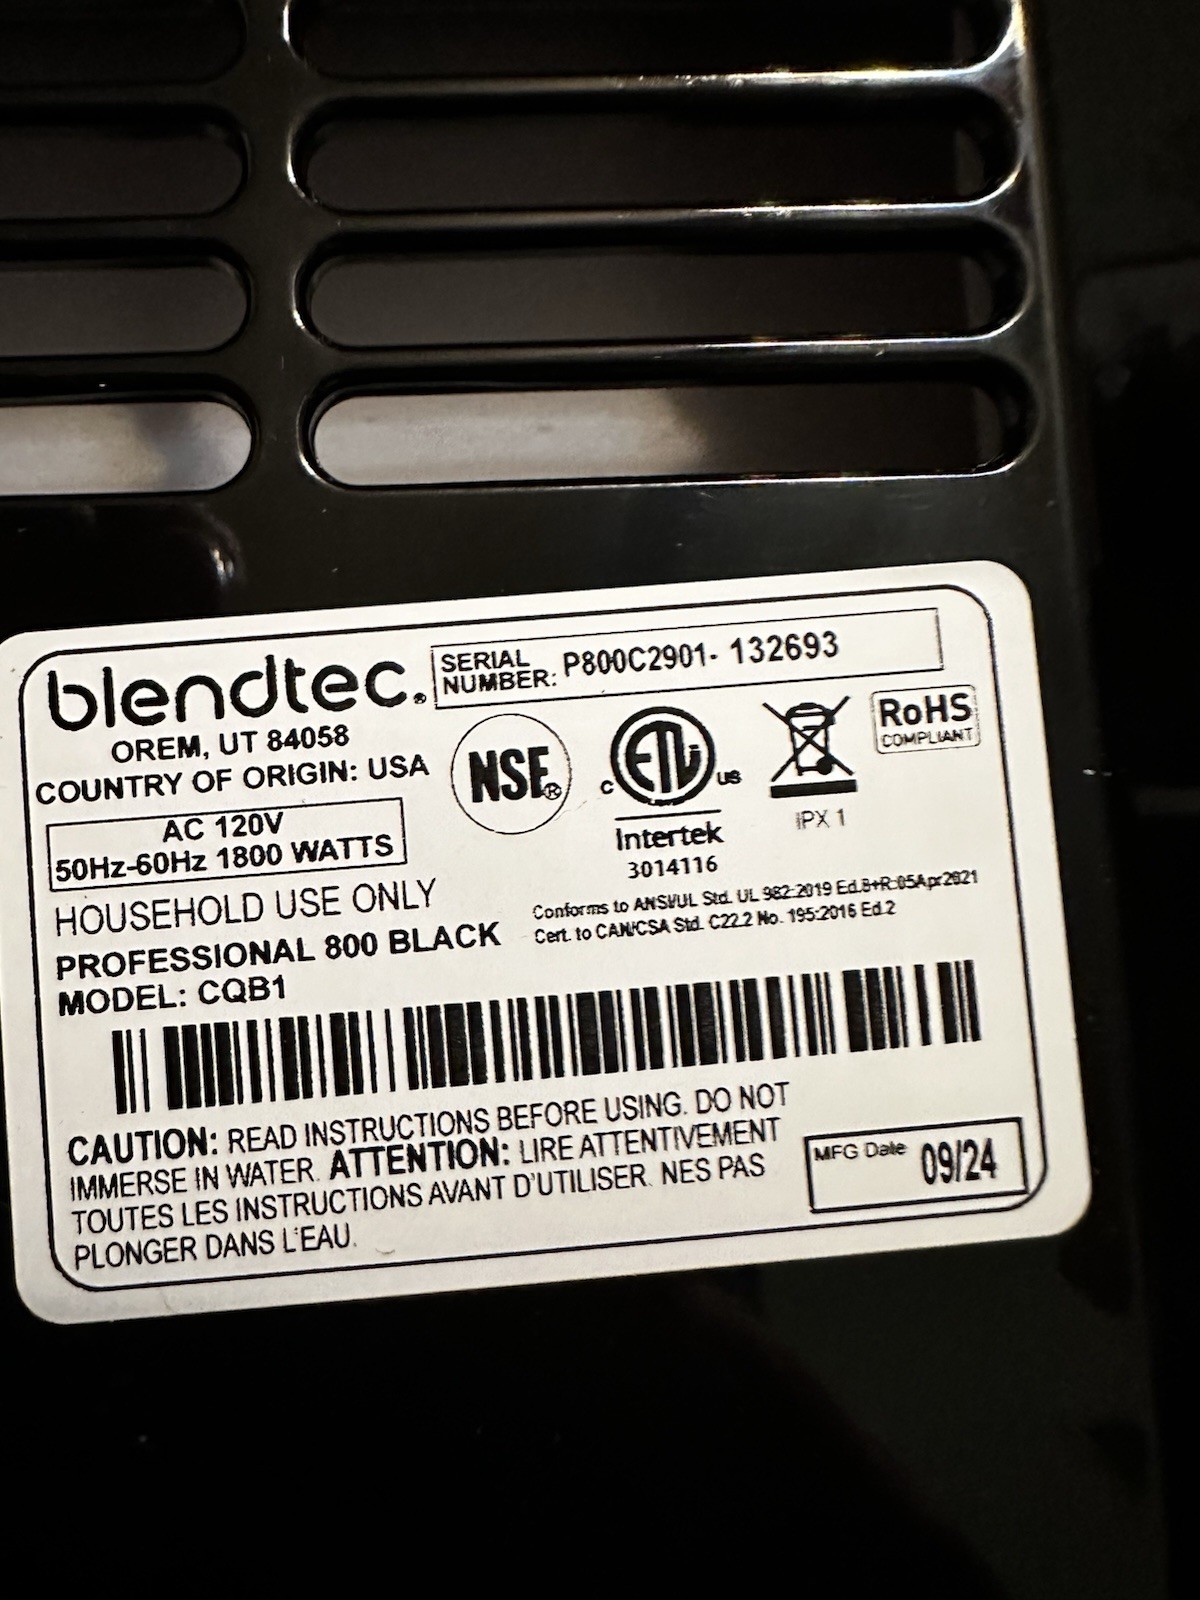 blendtec®
SERIAL NUMBER: P800C2901- 132693
OREM, UT 84058
COUNTRY OF ORIGIN: USA
AC 120V
50Hz-60Hz 1800 WATTS
NSF®
c ETL us
Intertek
3014116
IPX 1
RoHS
COMPLIANT
HOUSEHOLD USE ONLY
PROFESSIONAL 800 BLACK
MODEL: CQB1
Conforms to ANSI/UL Std. UL 982:2019 Ed.8+R:05Apr2021
Cert. to CAN/CSA Std. C22.2 No. 195:2016 Ed.2
CAUTION: READ INSTRUCTIONS BEFORE USING. DO NOT
IMMERSE IN WATER. ATTENTION: LIRE ATTENTIVEMENT
TOUTES LES INSTRUCTIONS AVANT D'UTILISER. NES PAS
PLONGER DANS L'EAU.
MFG Date 09/24